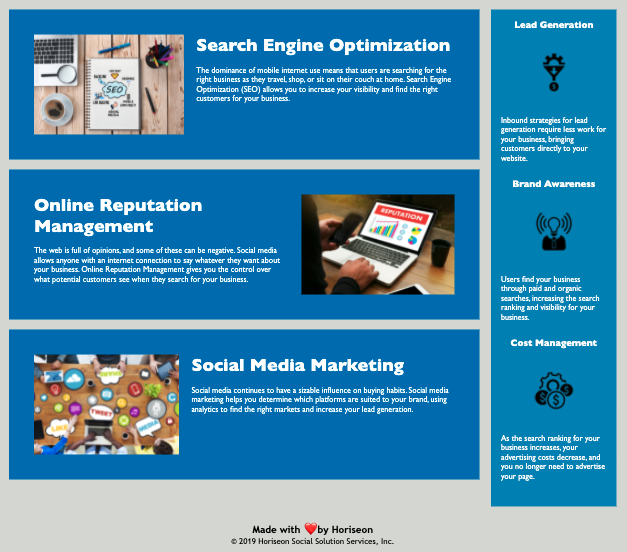 Search Engine Optimization
The dominance of mobile internet use means that users are searching for the
right business as they travel, shop, or sit on their couch at home. Search Engine
Optimization (SEO) allows you to increase your visibility and find the right
customers for your business.
SEO
Online Reputation
Management
The web is full of opinions, and some of these can be negative. Social media
allows anyone with an internet connection to say whatever they want about
your business. Online Reputation Management gives you the control over
what potential customers see when they search for your business.
REPUTATION
Social Media Marketing
Social media continues to have a sizable influence on buying habits. Social media
marketing helps you determine which platforms are suited to your brand, using
analytics to find the right markets and increase your lead generation.
TWEET
LIKE
MEDIA
Lead Generation
Inbound strategies for lead
generation require less work for
your business, bringing
customers directly to your
website.
Brand Awareness
Users find your business
through paid and organic
searches, increasing the search
ranking and visibility for your
business.
Cost Management
As the search ranking for your
business increases, your
advertising costs decrease, and
you no longer need to advertise
your page.
Made with ❤️by Horiseon
© 2019 Horiseon Social Solution Services, Inc.